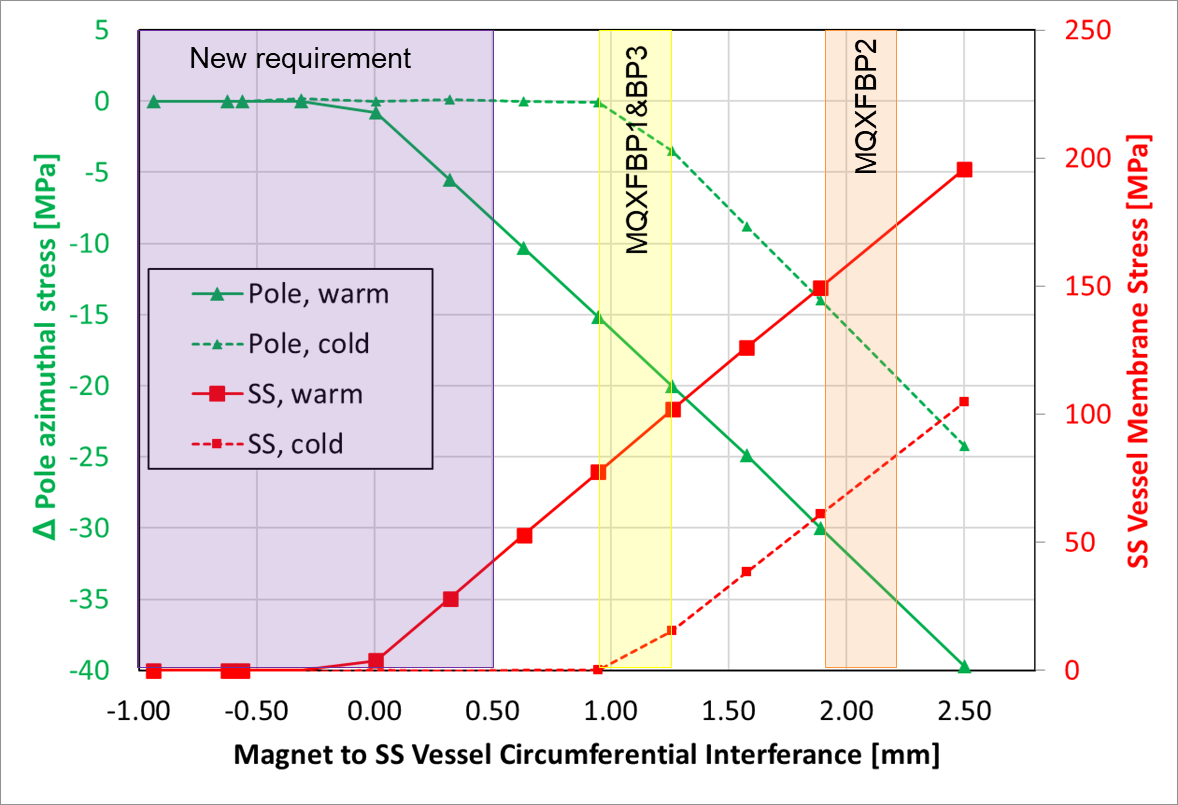 New requirement
MQXFBP1&BP3
MQXFBP2
5
0
-5
-10
-15
-20
-25
-30
-35
-40
Δ Pole azimuthal stress [MPa]
Pole, warm
Pole, cold
SS, warm
SS, cold
250
200
150
100
50
0
SS Vessel Membrane Stress [MPa]
-1.00 -0.50 0.00 0.50 1.00 1.50 2.00 2.50
Magnet to SS Vessel Circumferential Interferance [mm]